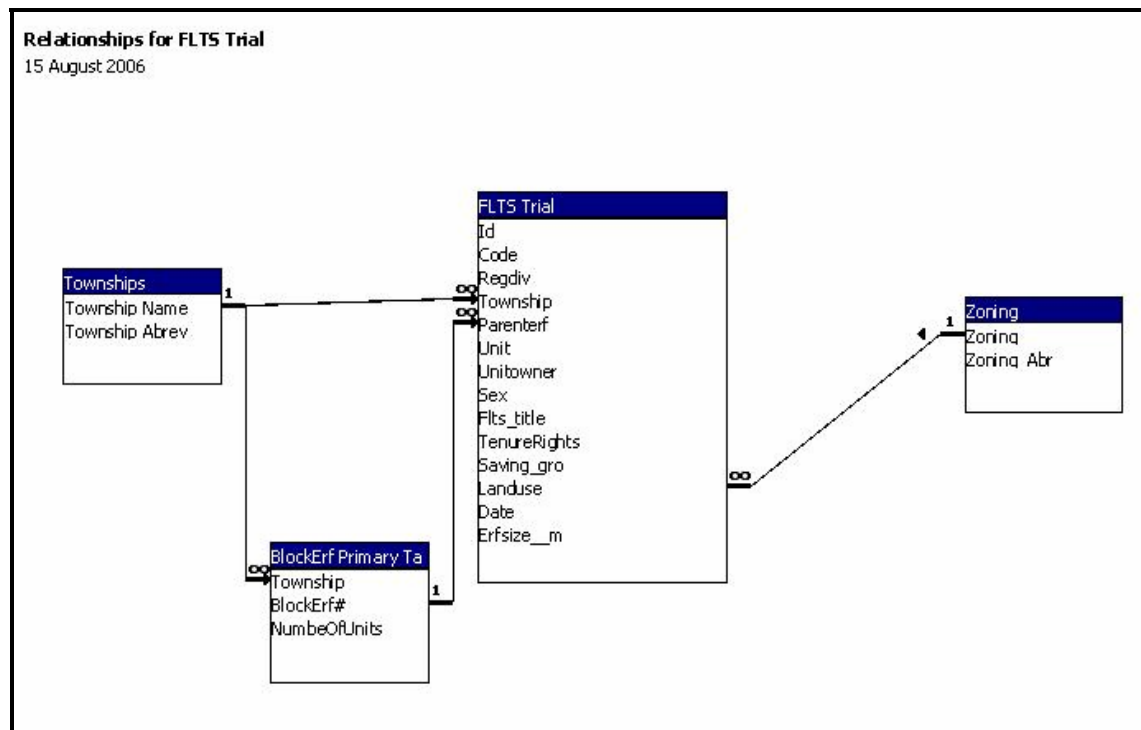 Relationships for FLTS Trial
15 August 2006
Townships
Township Name
Township Abrev
1
∞
∞
FLTS Trial
Id
Code
Regdiv
Township
Parenterf
Unit
Unitowner
Sex
Flts_title
TenureRights
Saving_gro
Landuse
Date
Erfsize__m
∞
1
Zoning
Zoning
Zoning_Abr
∞
BlockErf Primary Ta
Township
BlockErf#
NumbeOfUnits
1